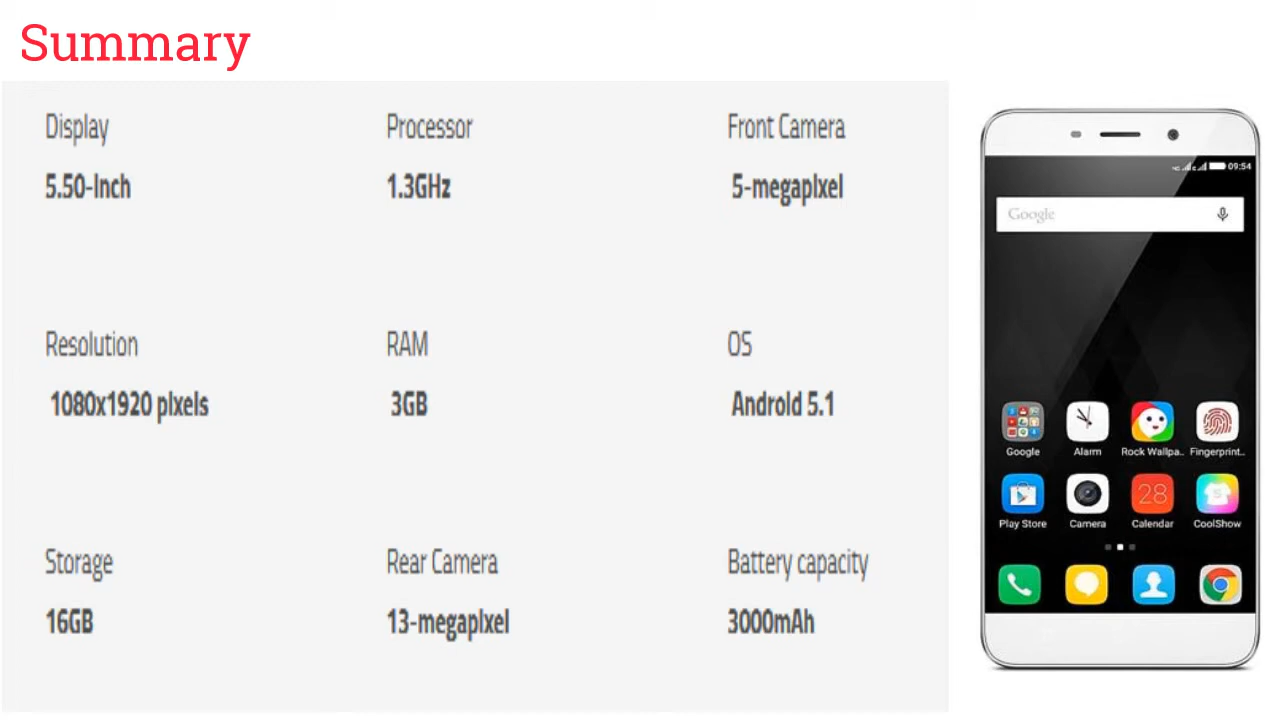 Summary
Display
Processor
Front Camera
5.50-Inch
1.3GHz
5-megapixel
Resolution
RAM
OS
1080x1920 pixels
3GB
Android 5.1
Storage
Rear Camera
Battery capacity
16GB
13-megapixel
3000mAh
09:54
Google
Google
Alarm
Rock Wallpa..
Fingerprint..
28
Play Store
Camera
Calendar
CoolShow